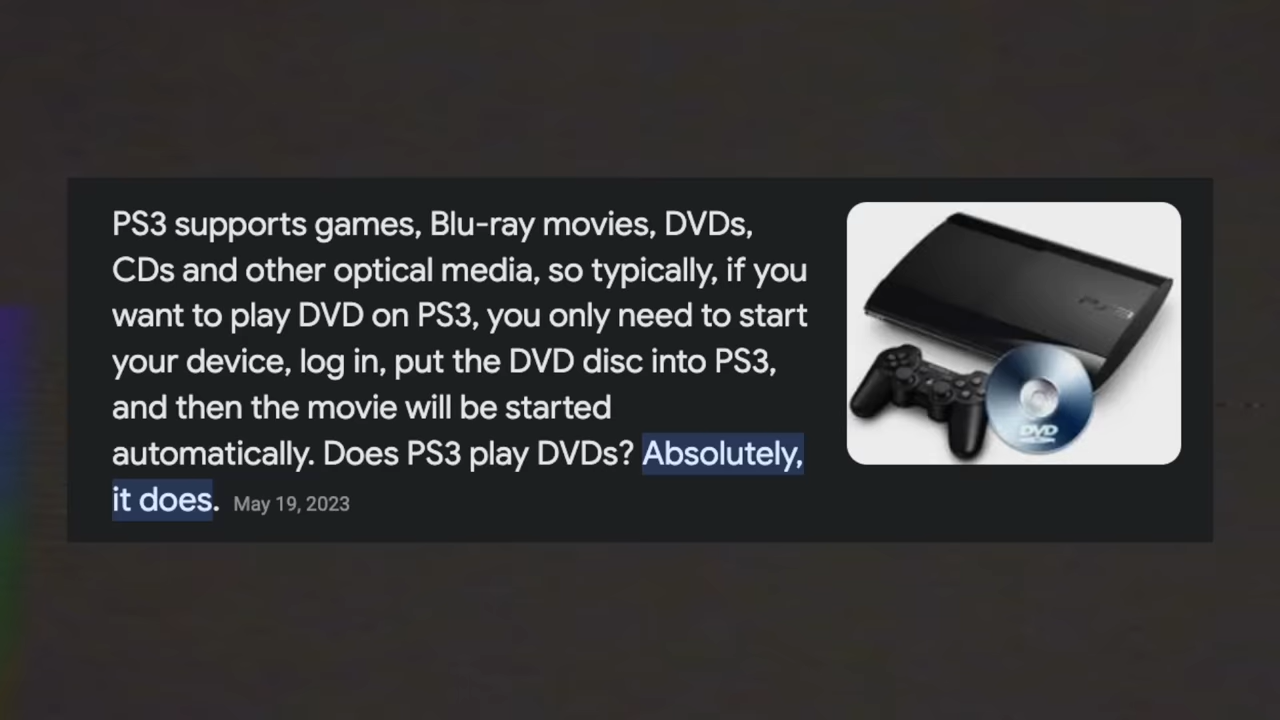 PS3 supports games, Blu-ray movies, DVDs,
CDs and other optical media, so typically, if you
want to play DVD on PS3, you only need to start
your device, log in, put the DVD disc into PS3,
and then the movie will be started
automatically. Does PS3 play DVDs? Absolutely,
it does. May 19, 2023
PS3
DVD